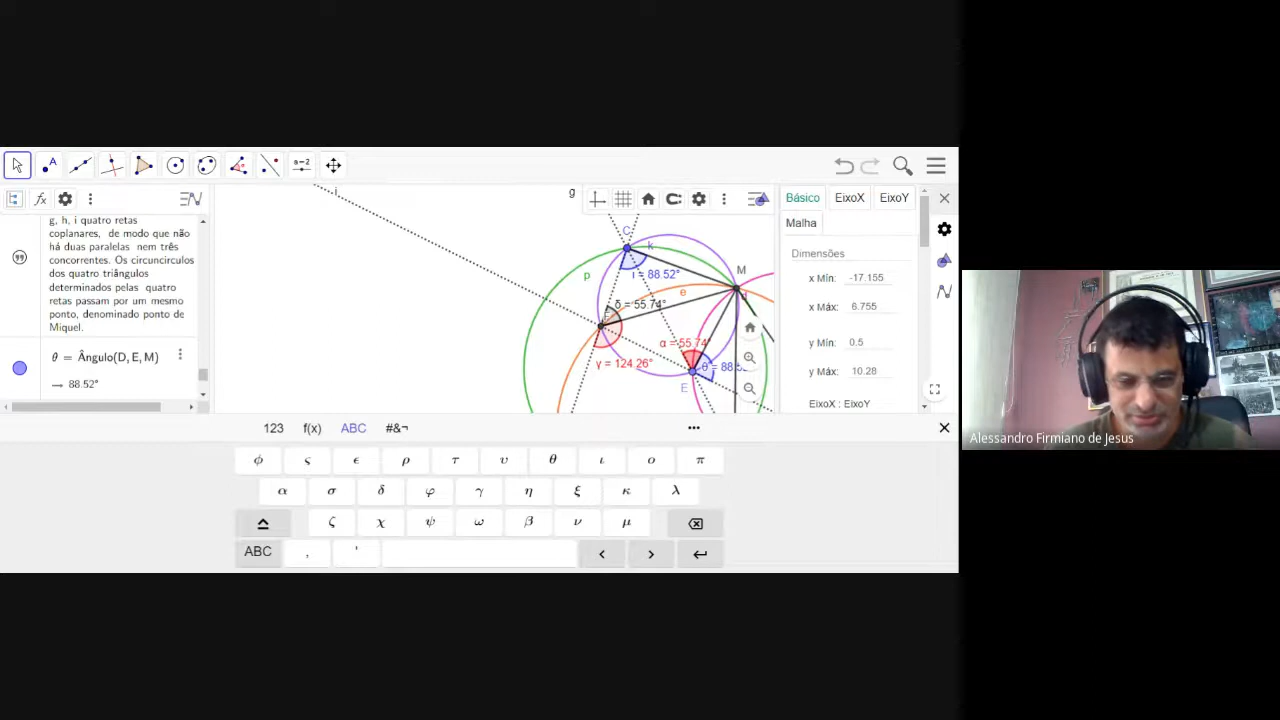 a=2
Básico
EixoX
EixoY
Malha
Dimensões
x Mín: -17.155
x Máx: 6.755
y Mín: 0.5
y Máx: 10.28
EixoX : EixoY
g, h, i quatro retas
coplanares, de modo que não
há duas paralelas nem três
concorrentes. Os circuncírculos
dos quatro triângulos
determinados pelas quatro
retas passam por um mesmo
ponto, denominado ponto de
Miquel.
θ = Ângulo(D, E, M)
→ 88.52°
i
g
C
k
p
ι = 88.52°
M
e
δ = 55.74°
F
α = 55.74°
γ = 124.26°
θ = 88.5
E
123
f(x)
ABC
#&¬
ϕ ς ϵ ρ τ υ θ ι ο π
α σ δ φ γ η ξ κ λ
ζ χ ψ ω β ν μ
ABC , ' < >
Alessandro Firmiano de Jesus